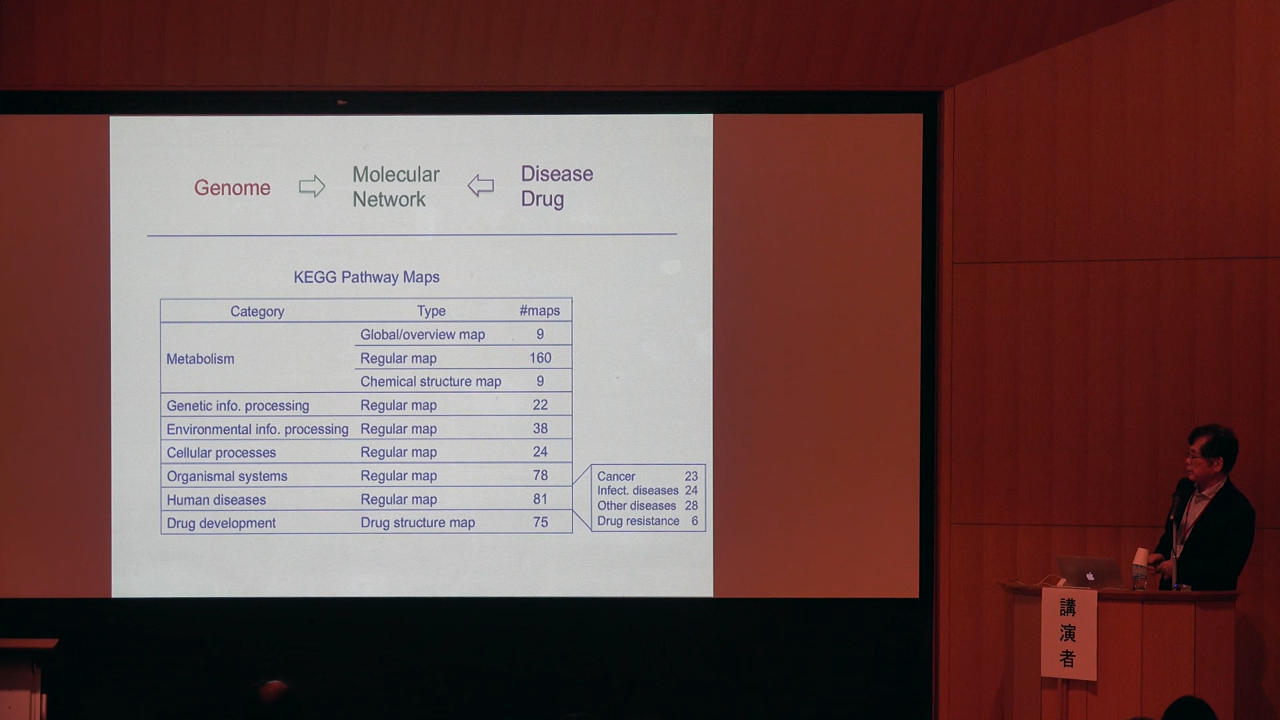 Genome
Molecular
Network
Disease
Drug
KEGG Pathway Maps
Category Type #maps
Metabolism
Global/overview map 9
Regular map 160
Chemical structure map 9
Genetic info. processing Regular map 22
Environmental info. processing Regular map 38
Cellular processes Regular map 24
Organismal systems Regular map 78
Human diseases Regular map 81
Drug development Drug structure map 75
Cancer 23
Infect. diseases 24
Other diseases 28
Drug resistance 6
講演者